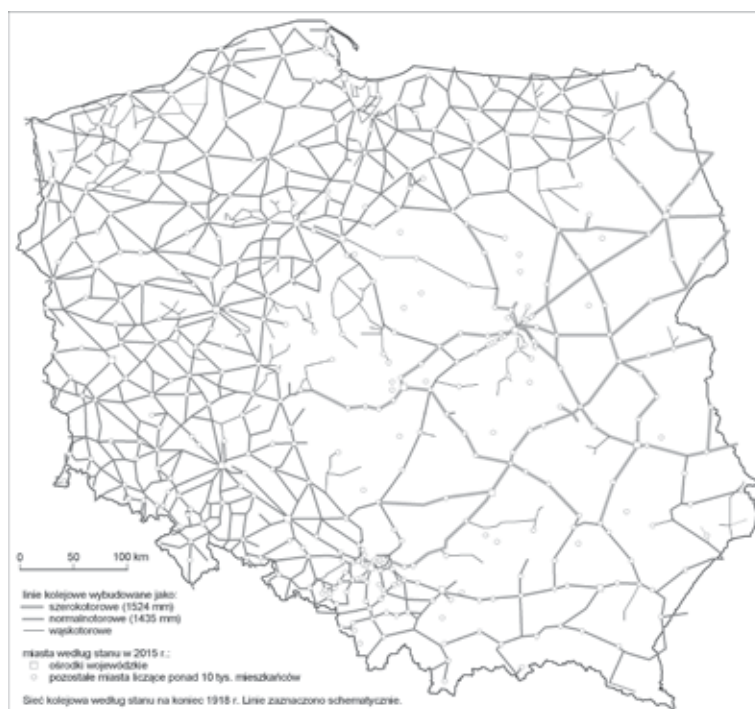 0 50 100 km
linie kolejowe wybudowane jako:
szerokotorowe (1524 mm)
normalnotorowe (1435 mm)
wąskotorowe
miasta według stanu w 2015 r.:
ośrodki wojewódzkie
pozostałe miasta liczące ponad 10 tys. mieszkańców
Sieć kolejowa według stanu na koniec 1918 r. Linie zaznaczono schematycznie.